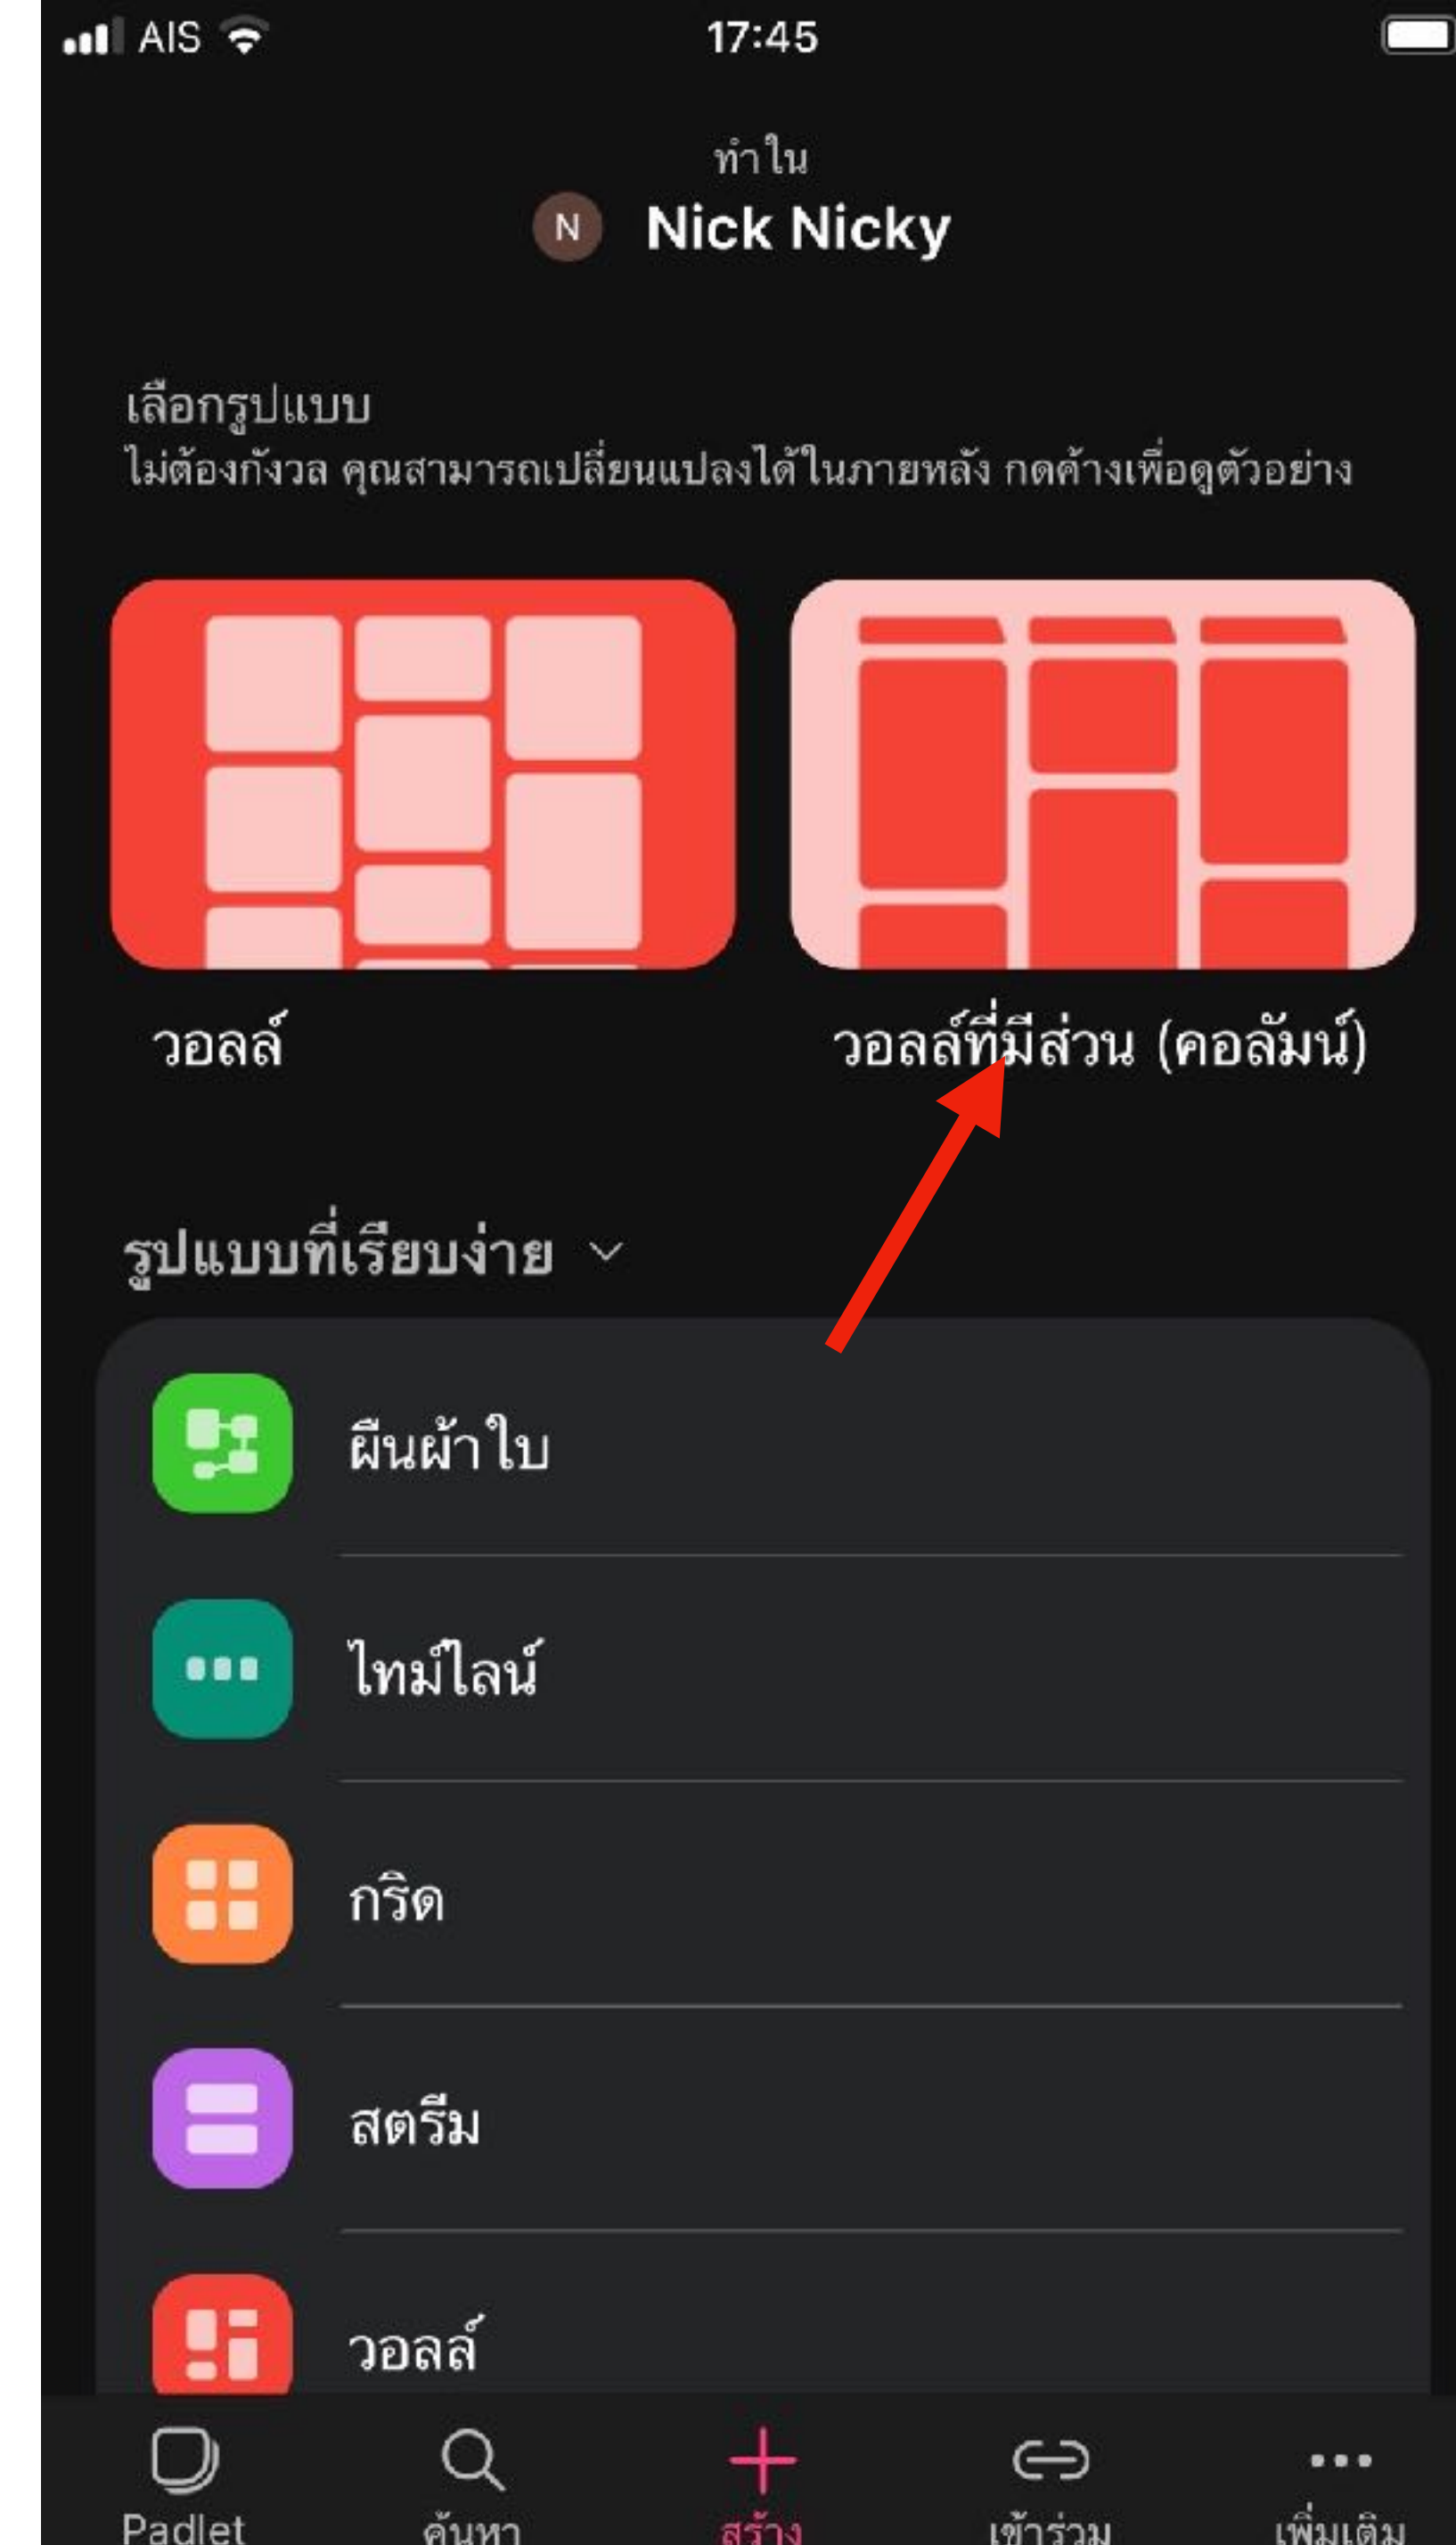 AIS 17:45
ทำใน
N Nick Nicky
เลือกรูปแบบ
ไม่ต้องกังวล คุณสามารถเปลี่ยนแปลงได้ในภายหลัง กดค้างเพื่อดูตัวอย่าง
วอลล์ วอลล์ที่มีส่วน (คอลัมน์)
รูปแบบที่เรียบง่าย
ผืนผ้าใบ
ไทม์ไลน์
กริด
สตรีม
วอลล์
Padlet ค้นหา สร้าง เข้าร่วม เพิ่มเติม